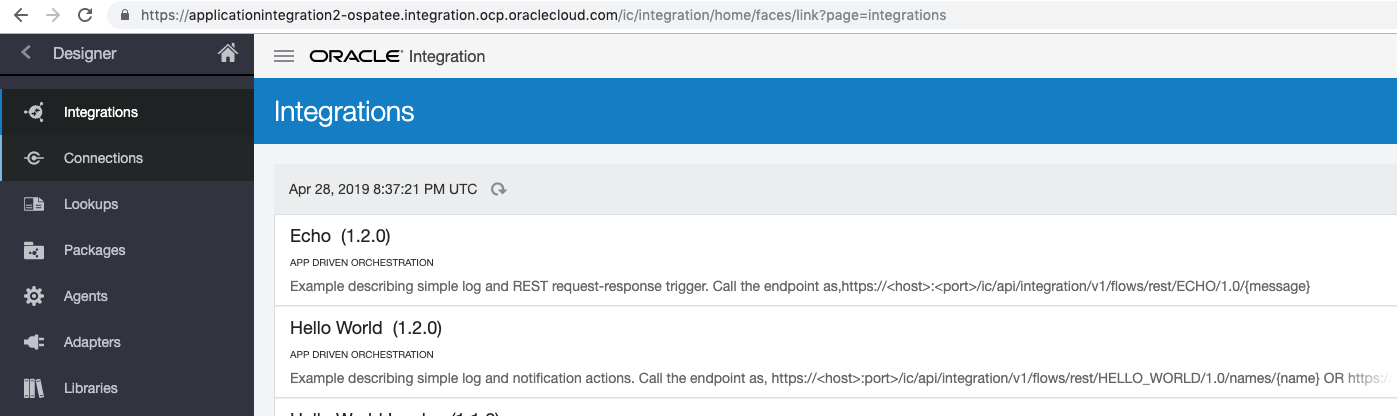 https://applicationintegration2-ospatee.integration.ocp.oraclecloud.com/ic/integration/home/faces/link?page=integrations
Designer
ORACLE Integration
Integrations
Integrations
Connections
Lookups
Packages
Agents
Adapters
Libraries
Apr 28, 2019 8:37:21 PM UTC
Echo (1.2.0)
APP DRIVEN ORCHESTRATION
Example describing simple log and REST request-response trigger. Call the endpoint as,https://<host>:<port>/ic/api/integration/v1/flows/rest/ECHO/1.0/{message}
Hello World (1.2.0)
APP DRIVEN ORCHESTRATION
Example describing simple log and notification actions. Call the endpoint as, https://<host>:port>/ic/api/integration/v1/flows/rest/HELLO_WORLD/1.0/names/{name} OR https://